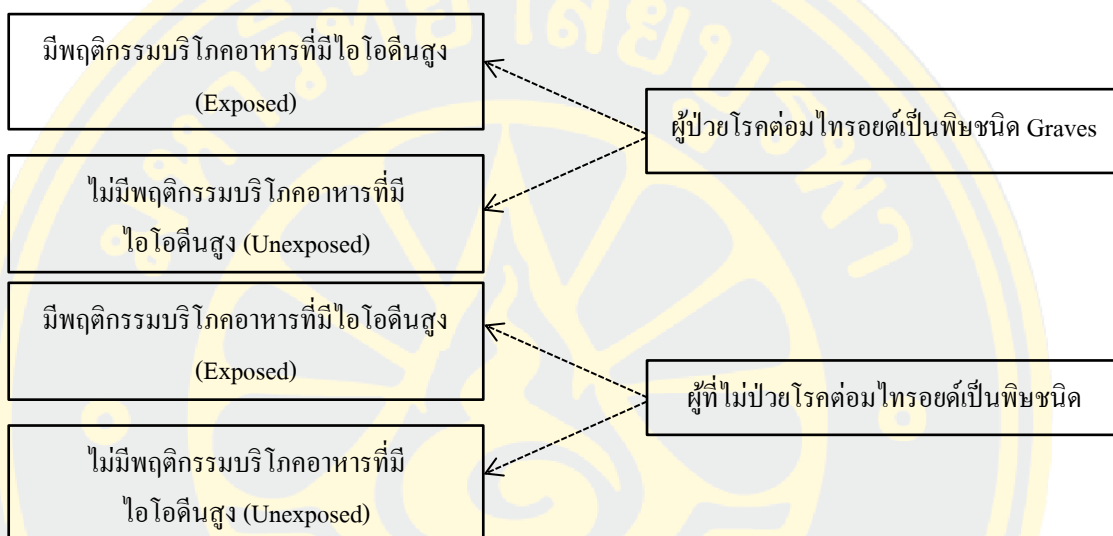 มีพฤติกรรมบริโภคอาหารที่มีไอโอดีนสูง
(Exposed)
ผู้ป่วยโรคต่อมไทรอยด์เป็นพิษชนิด Graves
ไม่มีพฤติกรรมบริโภคอาหารที่มี
ไอโอดีนสูง (Unexposed)
มีพฤติกรรมบริโภคอาหารที่มีไอโอดีนสูง
(Exposed)
ผู้ที่ไม่ป่วยโรคต่อมไทรอยด์เป็นพิษชนิด
ไม่มีพฤติกรรมบริโภคอาหารที่มี
ไอโอดีนสูง (Unexposed)